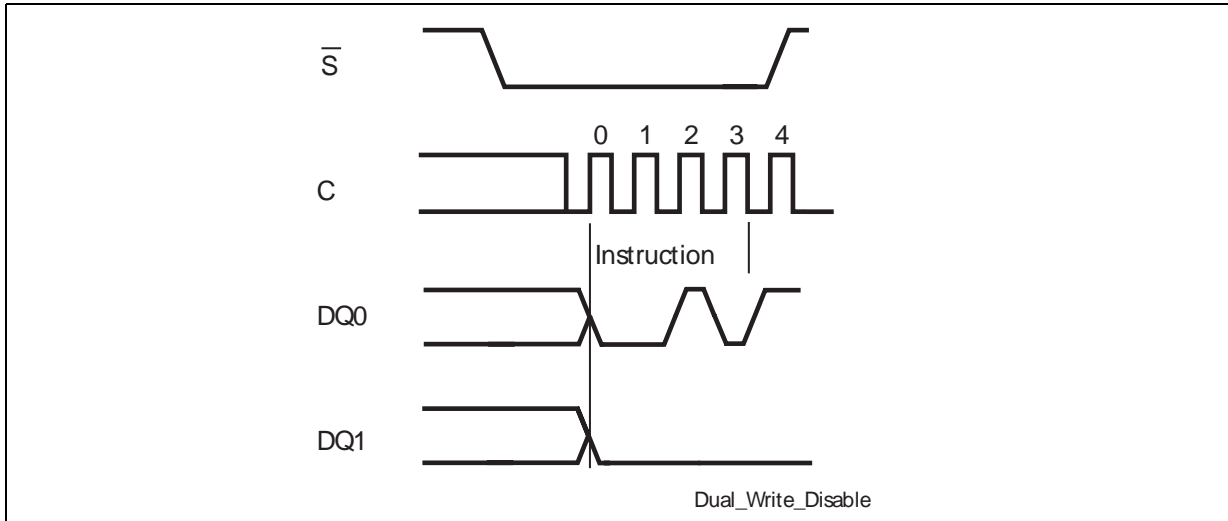 S̅
0 1 2 3 4
C
Instruction
DQ0
DQ1
Dual_Write_Disable